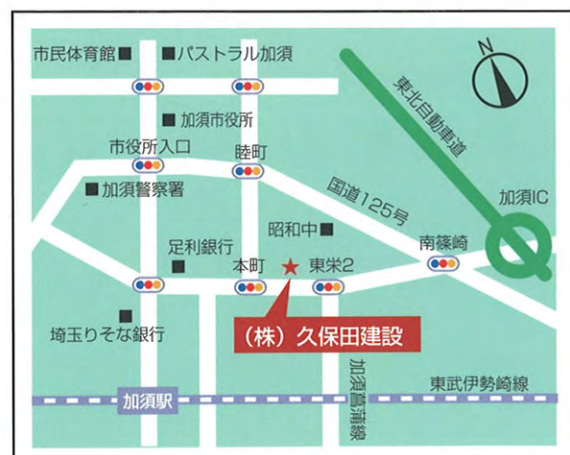 市民体育館
パストラル加須
N
東北自動車道
加須市役所
市役所入口
睦町
加須IC
加須警察署
国道125号
昭和中
南篠崎
足利銀行
本町
東栄2
(株)久保田建設
埼玉りそな銀行
加須菖蒲線
東武伊勢崎線
加須駅